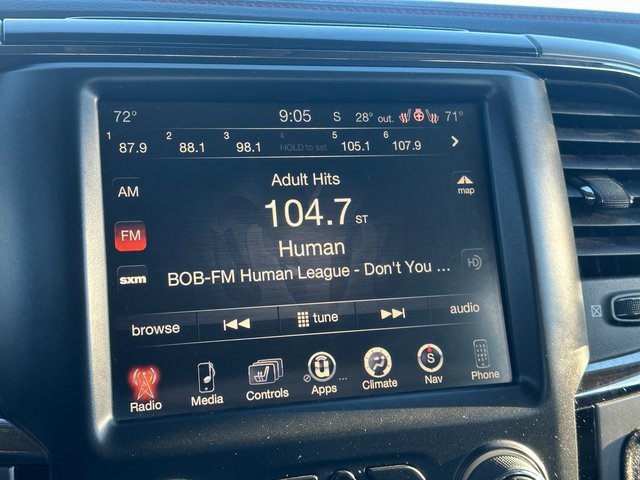 72° 9:05 S 28° out. 71°
1 87.9 2 88.1 3 98.1 4 HOLD to set 5 105.1 6 107.9
Adult Hits
AM
map
104.7 ST
FM
Human
BOB-FM Human League - Don't You ...
HD
sxm
browse tune audio
Radio Media Controls Apps Climate Nav Phone